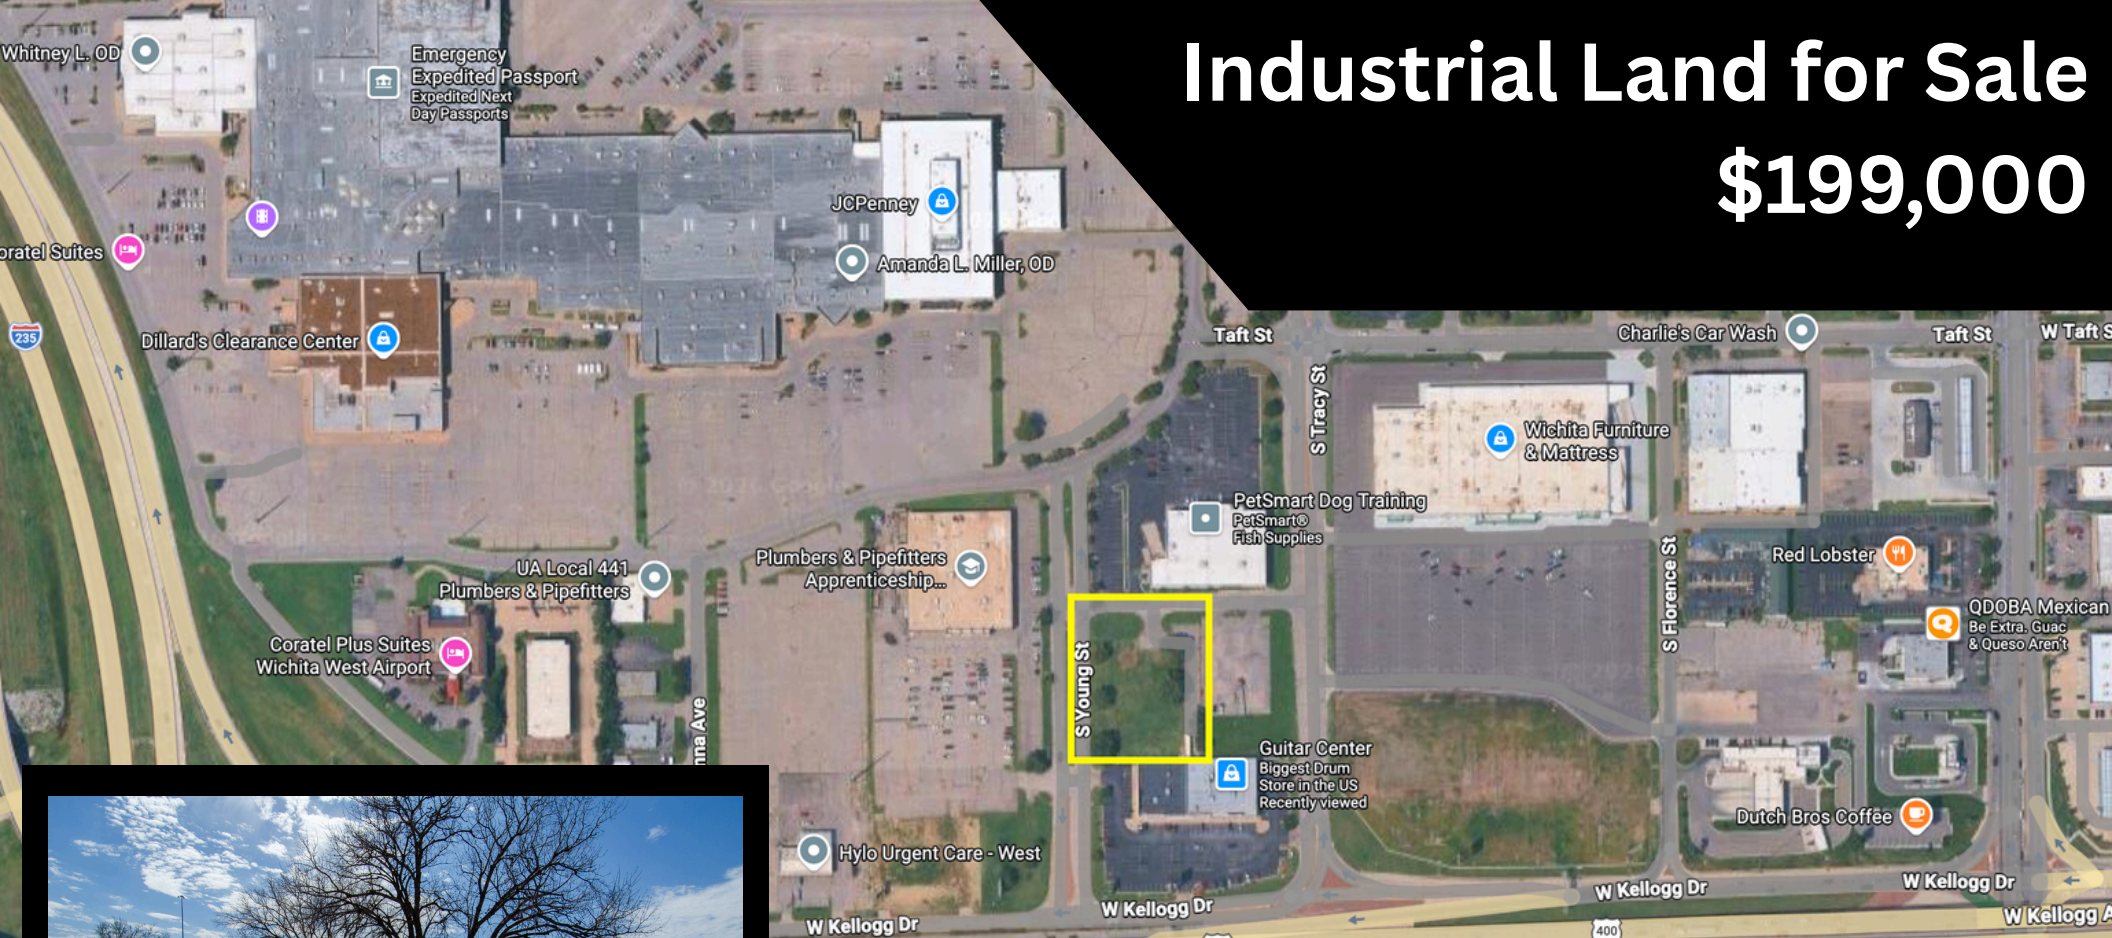 Industrial Land for Sale
$199,000
Whitney L. OD
Emergency
Expedited Passport
Expedited Next
Day Passports
JCPenney
Amanda L. Miller, OD
oratel Suites
235
Dillard's Clearance Center
Taft St
Charlie's Car Wash
Taft St
W Taft S
S Tracy St
Wichita Furniture
& Mattress
PetSmart Dog Training
PetSmart®
Fish Supplies
Plumbers & Pipefitters
Apprenticeship...
UA Local 441
Plumbers & Pipefitters
Red Lobster
S Florence St
QDOBA Mexican
Be Extra. Guac
& Queso Aren't
Coratel Plus Suites
Wichita West Airport
S Young St
nna Ave
Guitar Center
Biggest Drum
Store in the US
Recently viewed
Dutch Bros Coffee
Hylo Urgent Care - West
W Kellogg Dr
W Kellogg Dr
W Kellogg Dr
W Kellogg Dr
W Kellogg A
400